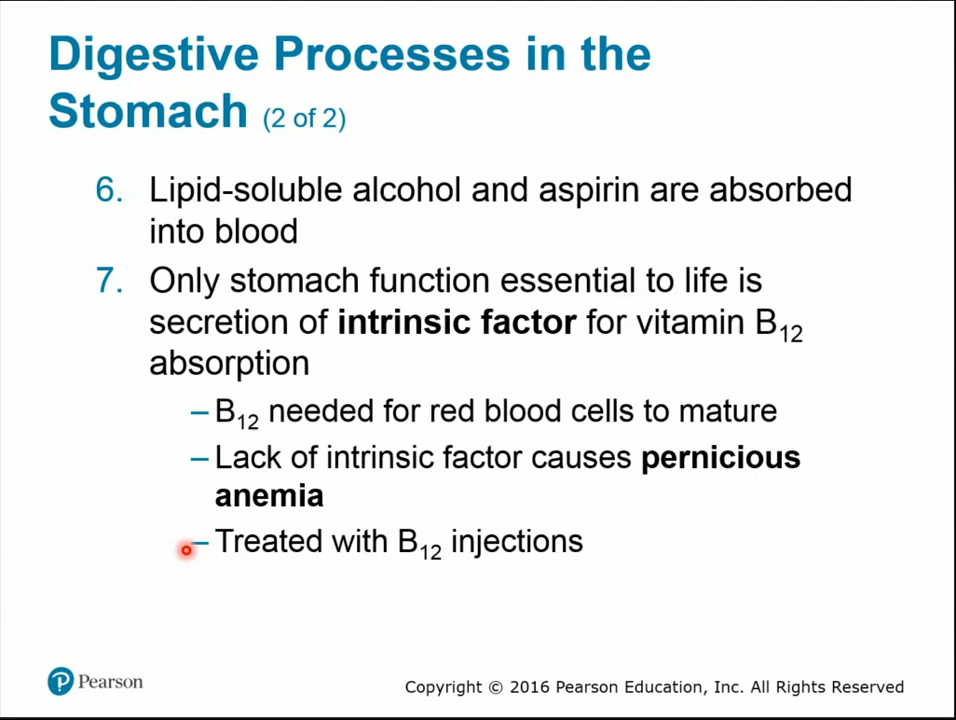 Digestive Processes in the
Stomach (2 of 2)
6. Lipid-soluble alcohol and aspirin are absorbed
into blood
7. Only stomach function essential to life is
secretion of intrinsic factor for vitamin B12
absorption
– B12 needed for red blood cells to mature
– Lack of intrinsic factor causes pernicious
anemia
– Treated with B12 injections
P Pearson
Copyright © 2016 Pearson Education, Inc. All Rights Reserved